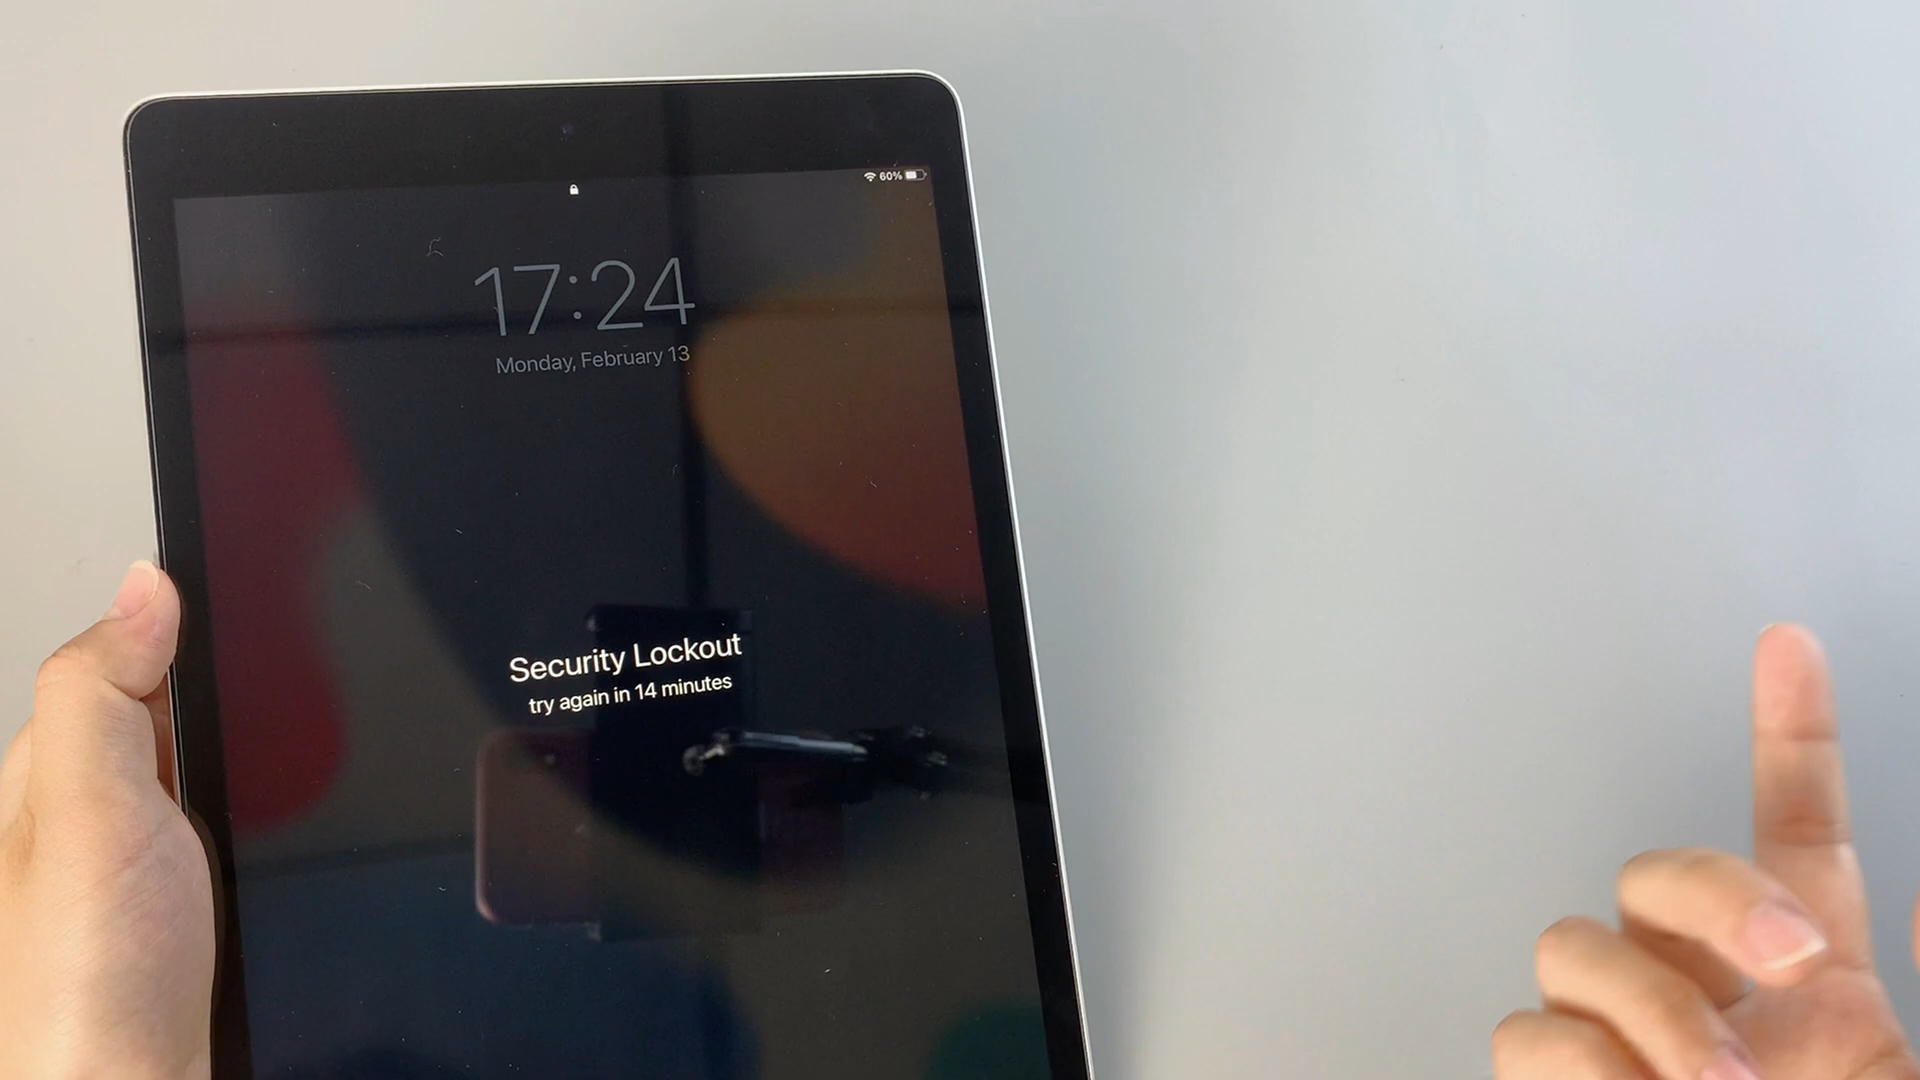 60%
17:24
Monday, February 13
Security Lockout
try again in 14 minutes